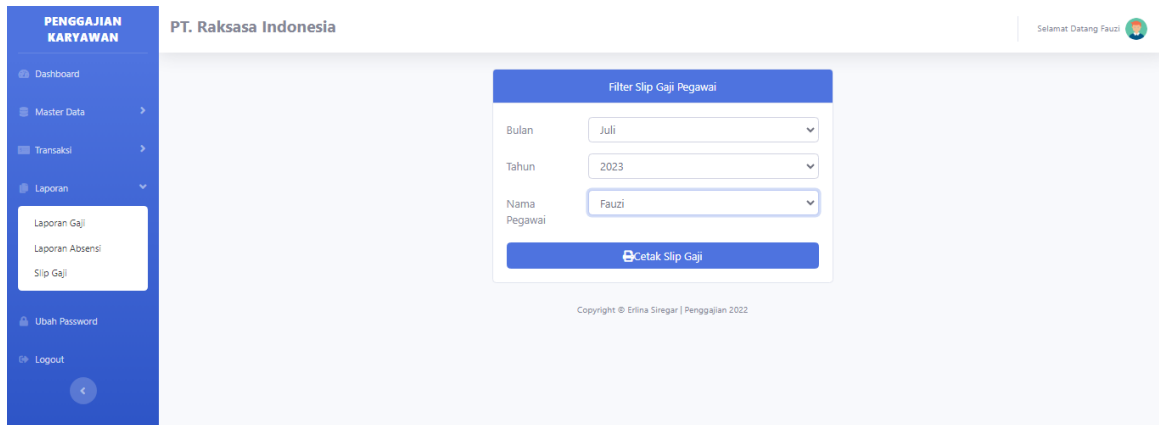 PENGGAJIAN
KARYAWAN
PT. Raksasa Indonesia
Selamat Datang Fauzi
Dashboard
Master Data
Transaksi
Laporan
Laporan Gaji
Laporan Absensi
Slip Gaji
Ubah Password
Logout
Filter Slip Gaji Pegawai
Bulan
Juli
Tahun
2023
Nama
Pegawai
Fauzi
Cetak Slip Gaji
Copyright © Erlina Siregar | Penggajian 2022